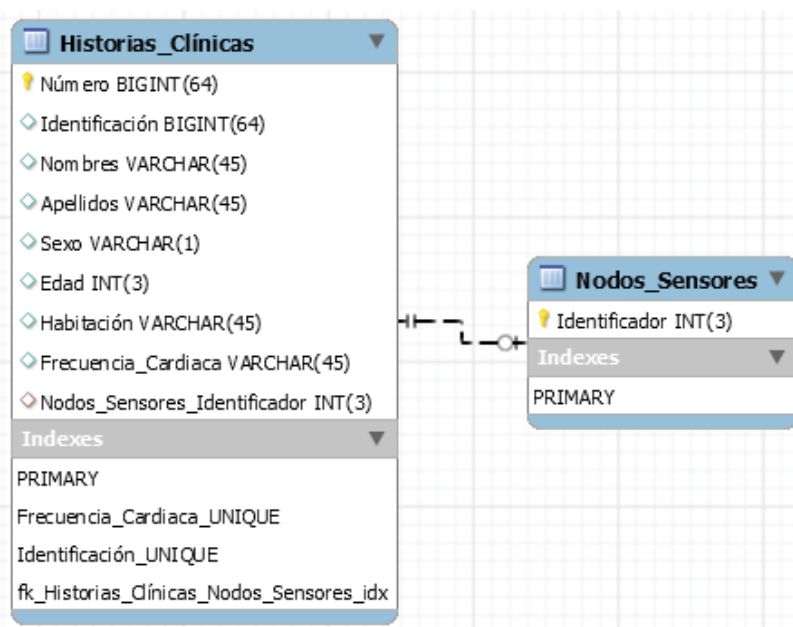 Historias_Clínicas
Número BIGINT(64)
Identificación BIGINT(64)
Nombres VARCHAR(45)
Apellidos VARCHAR(45)
Sexo VARCHAR(1)
Edad INT(3)
Habitación VARCHAR(45)
Frecuencia_Cardiaca VARCHAR(45)
Nodos_Sensores_Identificador INT(3)
Indexes
PRIMARY
Frecuencia_Cardiaca_UNIQUE
Identificación_UNIQUE
fk_Historias_Clínicas_Nodos_Sensores_idx
Nodos_Sensores
Identificador INT(3)
Indexes
PRIMARY